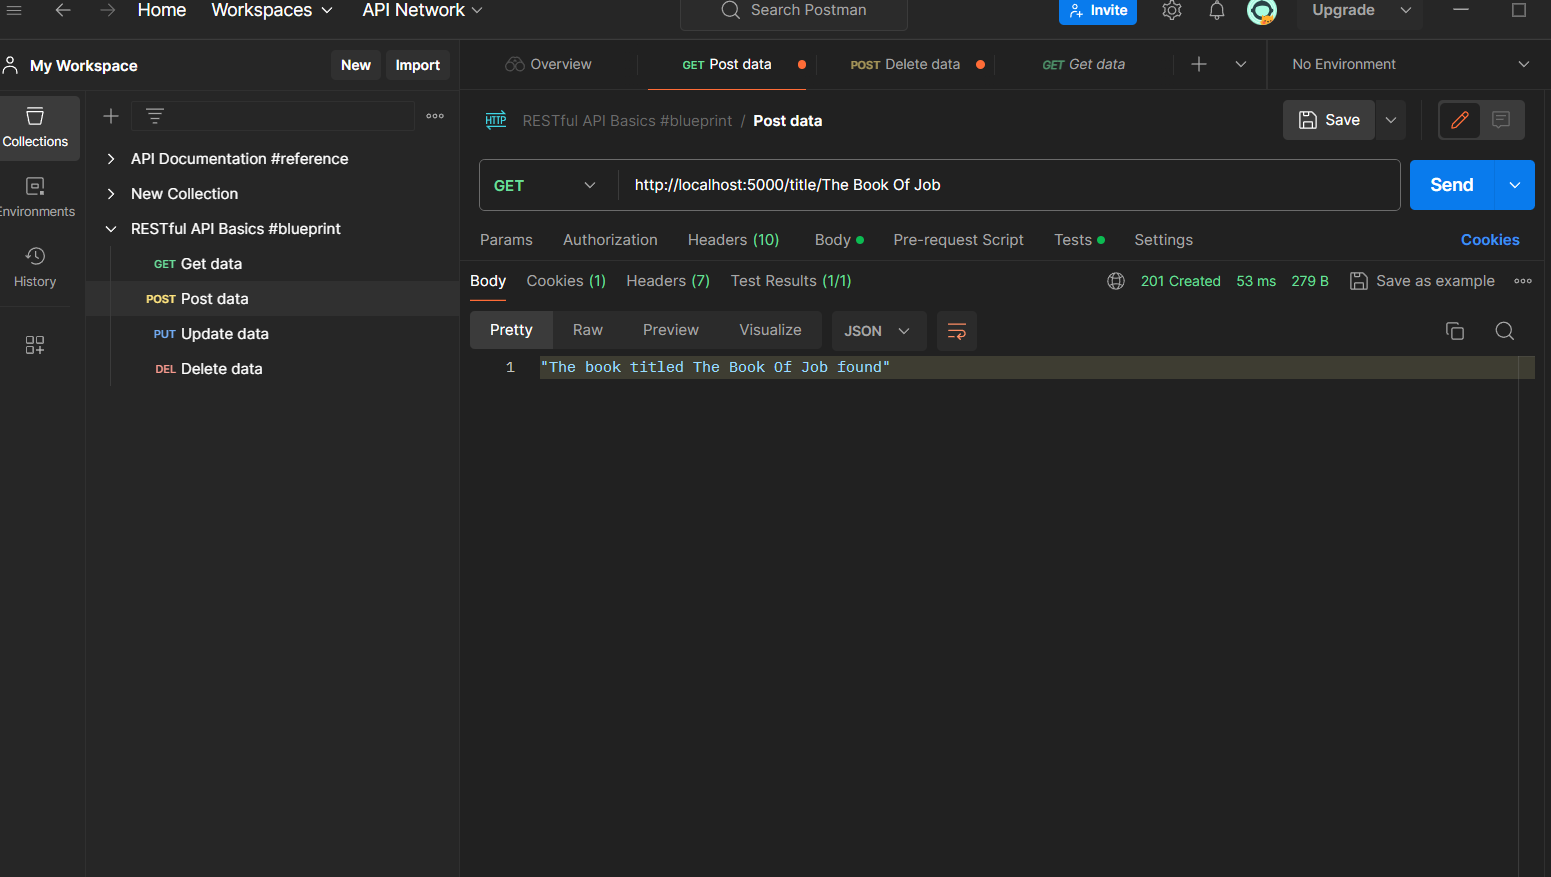 Home Workspaces API Network Search Postman Invite Upgrade
My Workspace New Import Overview GET Post data POST Delete data GET Get data No Environment
Collections
Environments
History
API Documentation #reference
New Collection
RESTful API Basics #blueprint
GET Get data
POST Post data
PUT Update data
DEL Delete data
HTTP RESTful API Basics #blueprint / Post data Save
GET http://localhost:5000/title/The Book Of Job Send
Params Authorization Headers (10) Body Pre-request Script Tests Settings Cookies
Body Cookies (1) Headers (7) Test Results (1/1) 201 Created 53 ms 279 B Save as example
Pretty Raw Preview Visualize JSON
1 "The book titled The Book Of Job found"